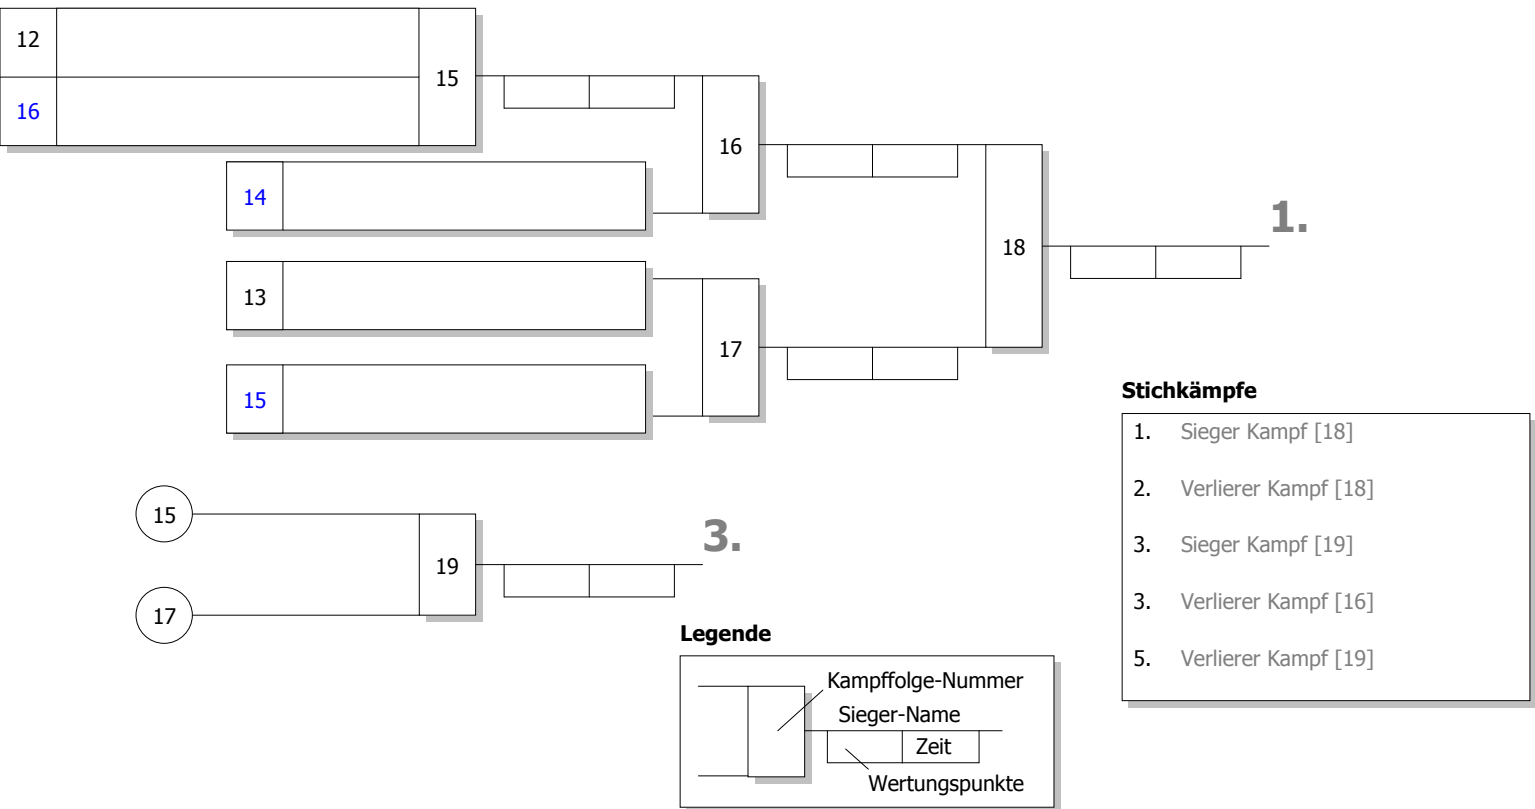 12
15
16
16
14
1.
18
13
17
15
Stichkämpfe
1. Sieger Kampf [18]
2. Verlierer Kampf [18]
3. Sieger Kampf [19]
3. Verlierer Kampf [16]
5. Verlierer Kampf [19]
15
3.
19
17
Legende
Kampffolge-Nummer
Sieger-Name
Zeit
Wertungspunkte